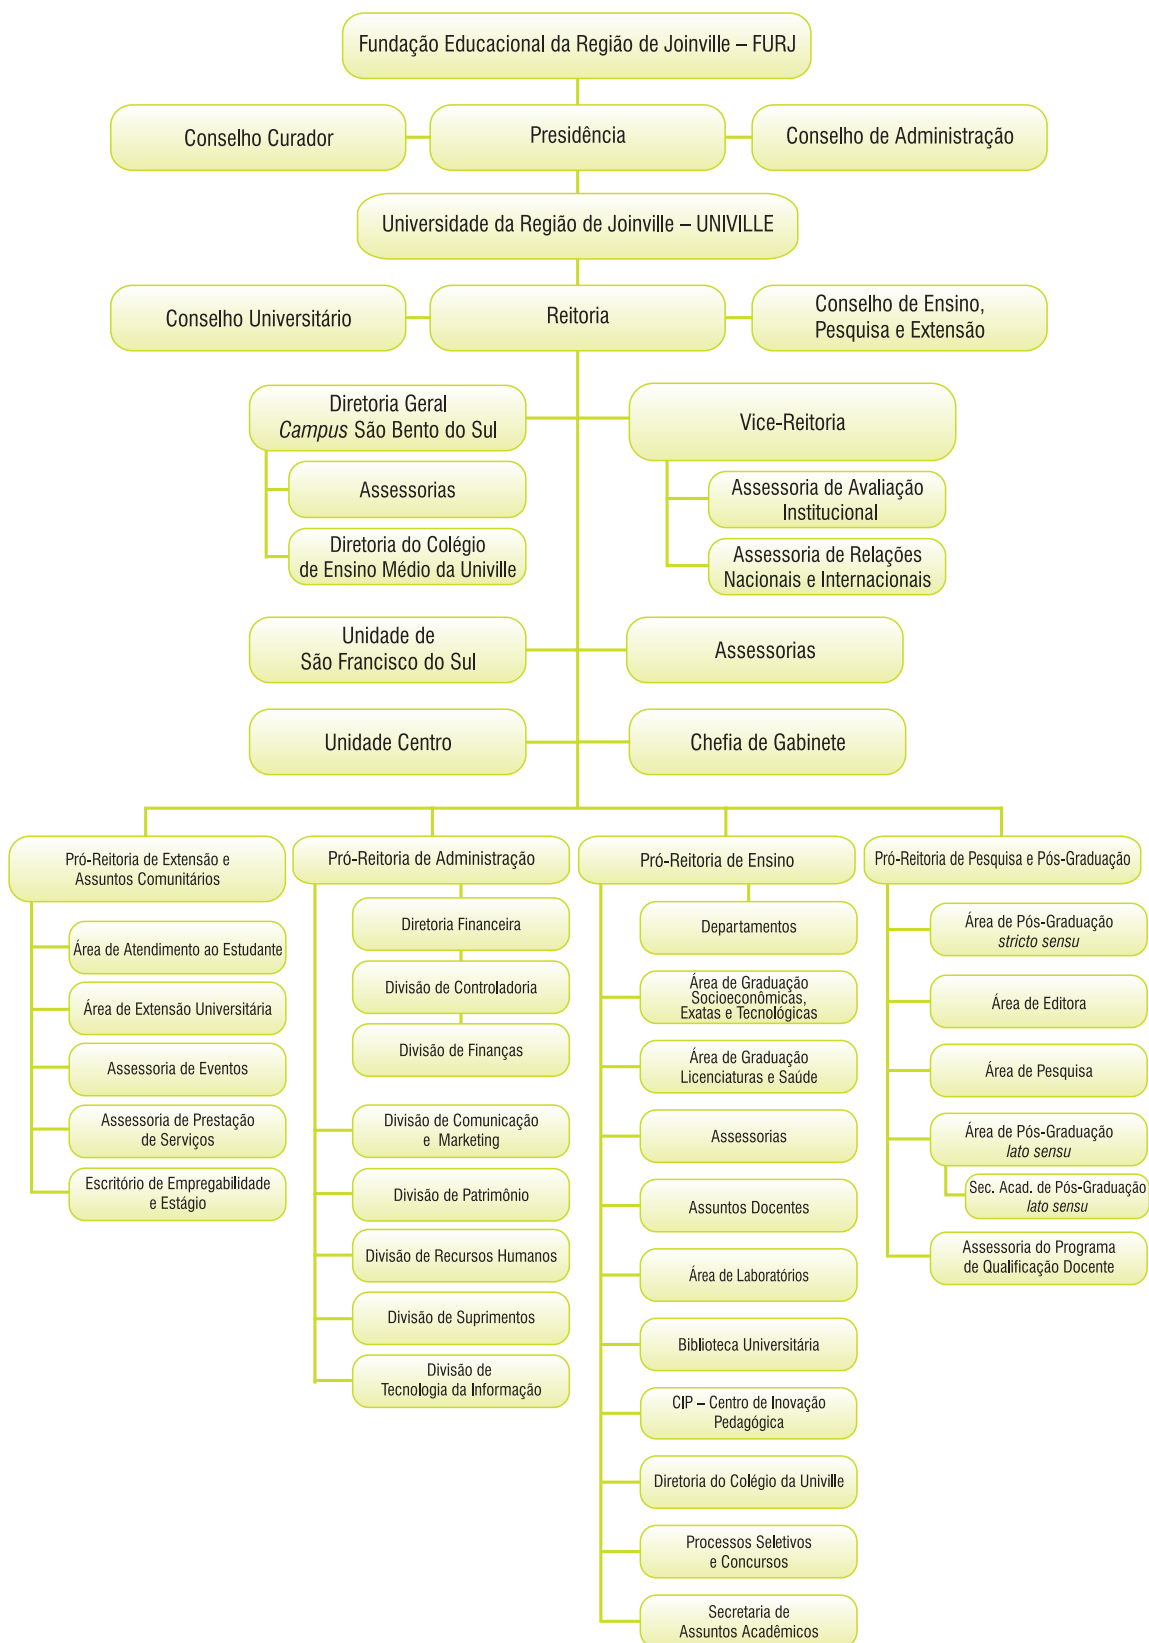 Fundação Educacional da Região de Joinville – FURJ
Conselho Curador
Presidência
Conselho de Administração
Universidade da Região de Joinville – UNIVILLE
Conselho Universitário
Reitoria
Conselho de Ensino,
Pesquisa e Extensão
Diretoria Geral
Campus São Bento do Sul
Assessorias
Diretoria do Colégio
de Ensino Médio da Univille
Vice-Reitoria
Assessoria de Avaliação
Institucional
Assessoria de Relações
Nacionais e Internacionais
Unidade de
São Francisco do Sul
Assessorias
Unidade Centro
Chefia de Gabinete
Pró-Reitoria de Extensão e
Assuntos Comunitários
Área de Atendimento ao Estudante
Área de Extensão Universitária
Assessoria de Eventos
Assessoria de Prestação
de Serviços
Escritório de Empregabilidade
e Estágio
Pró-Reitoria de Administração
Diretoria Financeira
Divisão de Controladoria
Divisão de Finanças
Divisão de Comunicação
e Marketing
Divisão de Patrimônio
Divisão de Recursos Humanos
Divisão de Suprimentos
Divisão de
Tecnologia da Informação
Pró-Reitoria de Ensino
Departamentos
Área de Graduação
Socioeconômicas,
Exatas e Tecnológicas
Área de Graduação
Licenciaturas e Saúde
Assessorias
Assuntos Docentes
Área de Laboratórios
Biblioteca Universitária
CIP – Centro de Inovação
Pedagógica
Diretoria do Colégio da Univille
Processos Seletivos
e Concursos
Secretaria de
Assuntos Acadêmicos
Pró-Reitoria de Pesquisa e Pós-Graduação
Área de Pós-Graduação
stricto sensu
Área de Editora
Área de Pesquisa
Área de Pós-Graduação
lato sensu
Sec. Acad. de Pós-Graduação
lato sensu
Assessoria do Programa
de Qualificação Docente